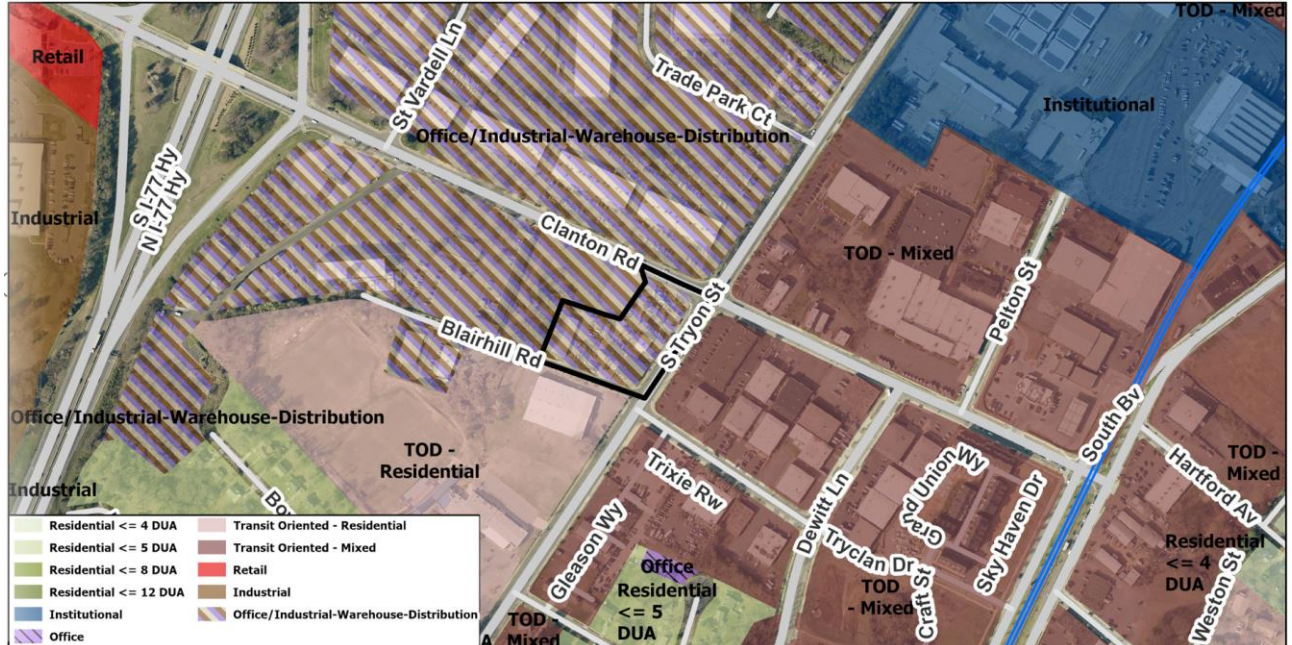 TOD - Mixed
Retail
St Vardell Ln
Trade Park Ct
Institutional
Office/Industrial-Warehouse-Distribution
S I-77 Hy
N I-77 Hy
Industrial
Clanton Rd
TOD - Mixed
S Tryon St
Pelton St
Blairhill Rd
Office/Industrial-Warehouse-Distribution
TOD -
Residential
South Bv
Hartford Av
TOD -
Mixed
Industrial
Trixie Rw
Dewitt Ln
Grand Union Wy
Sky Haven Dr
Gleason Wy
Tryclan Dr
Craft St
Office
Residential
<= 5
DUA
TOD
- Mixed
Residential
<= 4
DUA
Weston St
TOD -
Mixed
Residential <= 4 DUA
Residential <= 5 DUA
Residential <= 8 DUA
Residential <= 12 DUA
Institutional
Office
Transit Oriented - Residential
Transit Oriented - Mixed
Retail
Industrial
Office/Industrial-Warehouse-Distribution